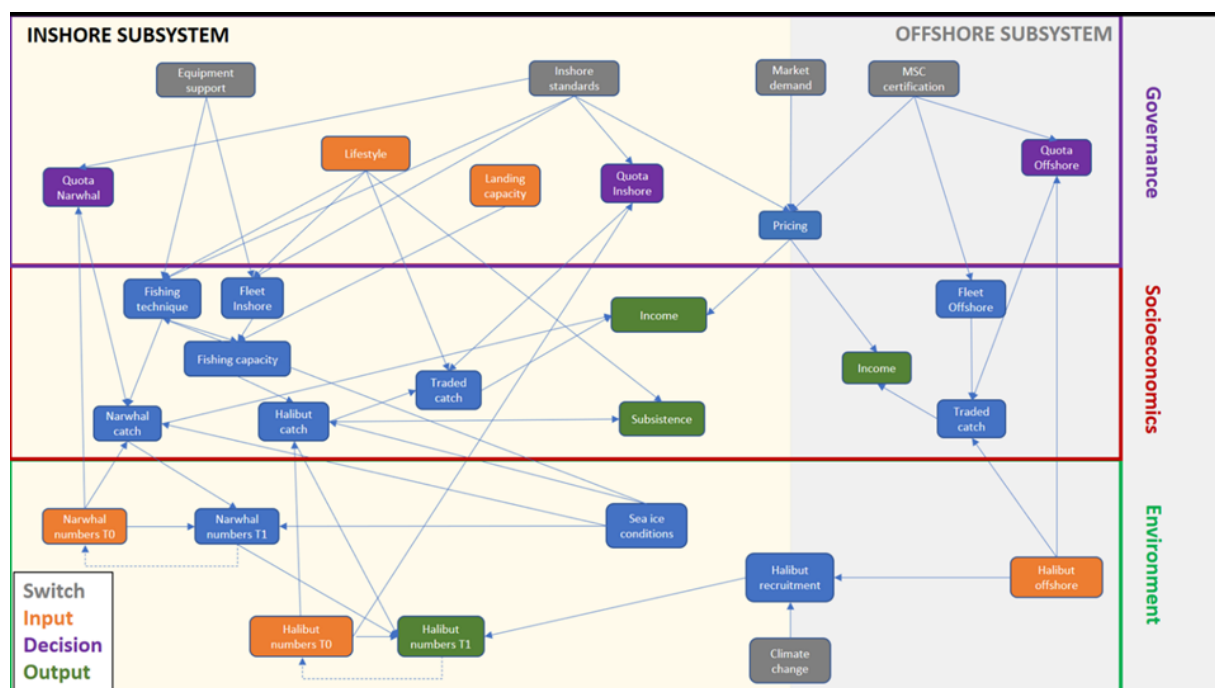 INSHORE SUBSYSTEM
OFFSHORE SUBSYSTEM
Equipment
support
Inshore
standards
Market
demand
MSC
certification
Lifestyle
Quota
Offshore
Quota
Narwhal
Landing
capacity
Quota
Inshore
Pricing
Governance
Fishing
technique
Fleet
Inshore
Income
Fleet
Offshore
Fishing capacity
Traded
catch
Income
Narwhal
catch
Halibut
catch
Subsistence
Traded
catch
Socioeconomics
Narwhal
numbers T0
Narwhal
numbers T1
Sea ice
conditions
Halibut
recruitment
Halibut
offshore
Halibut
numbers T0
Halibut
numbers T1
Climate
change
Environment
Switch
Input
Decision
Output